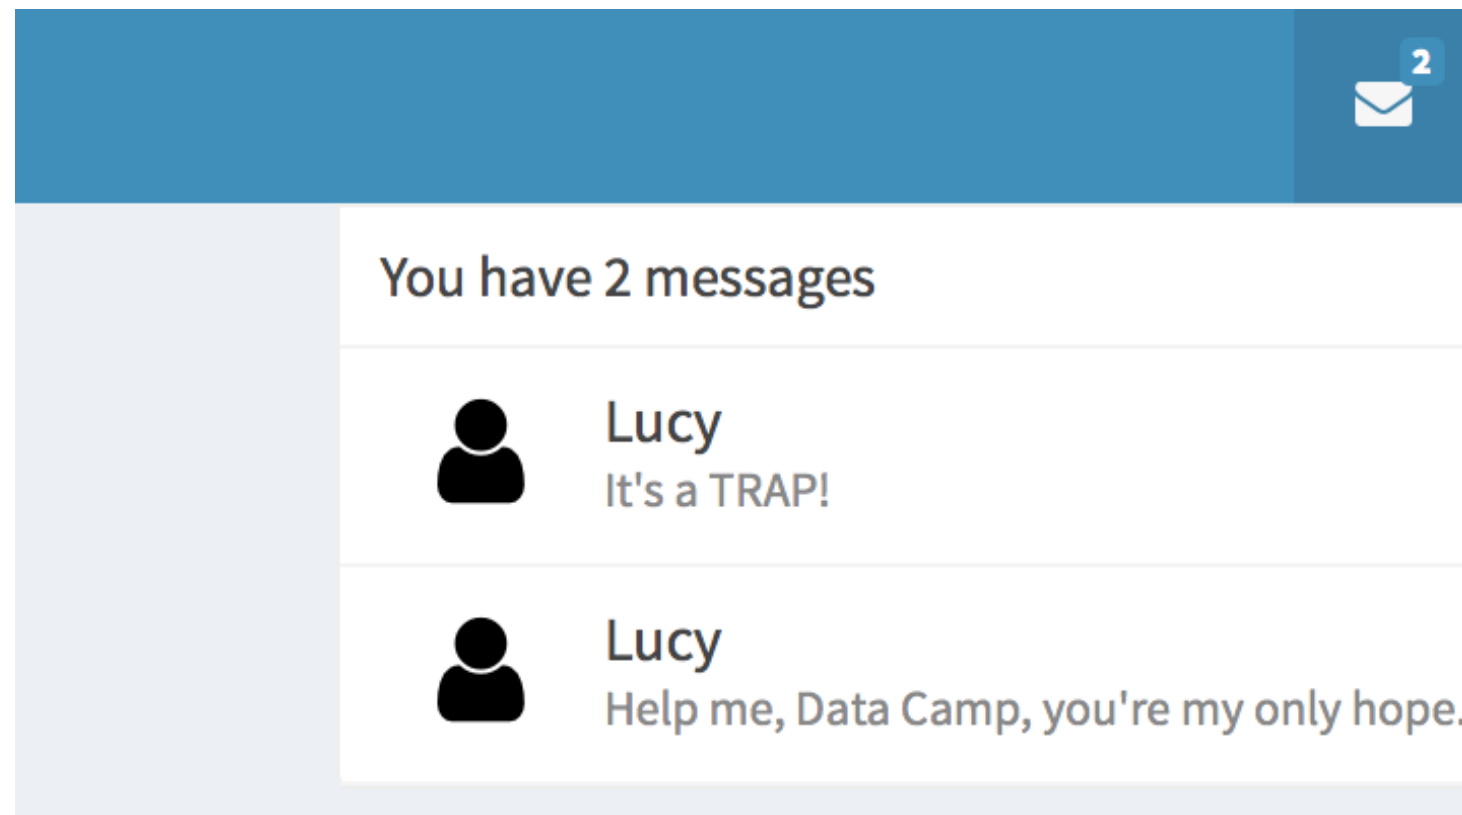 2
You have 2 messages
Lucy
It's a TRAP!
Lucy
Help me, Data Camp, you're my only hope.